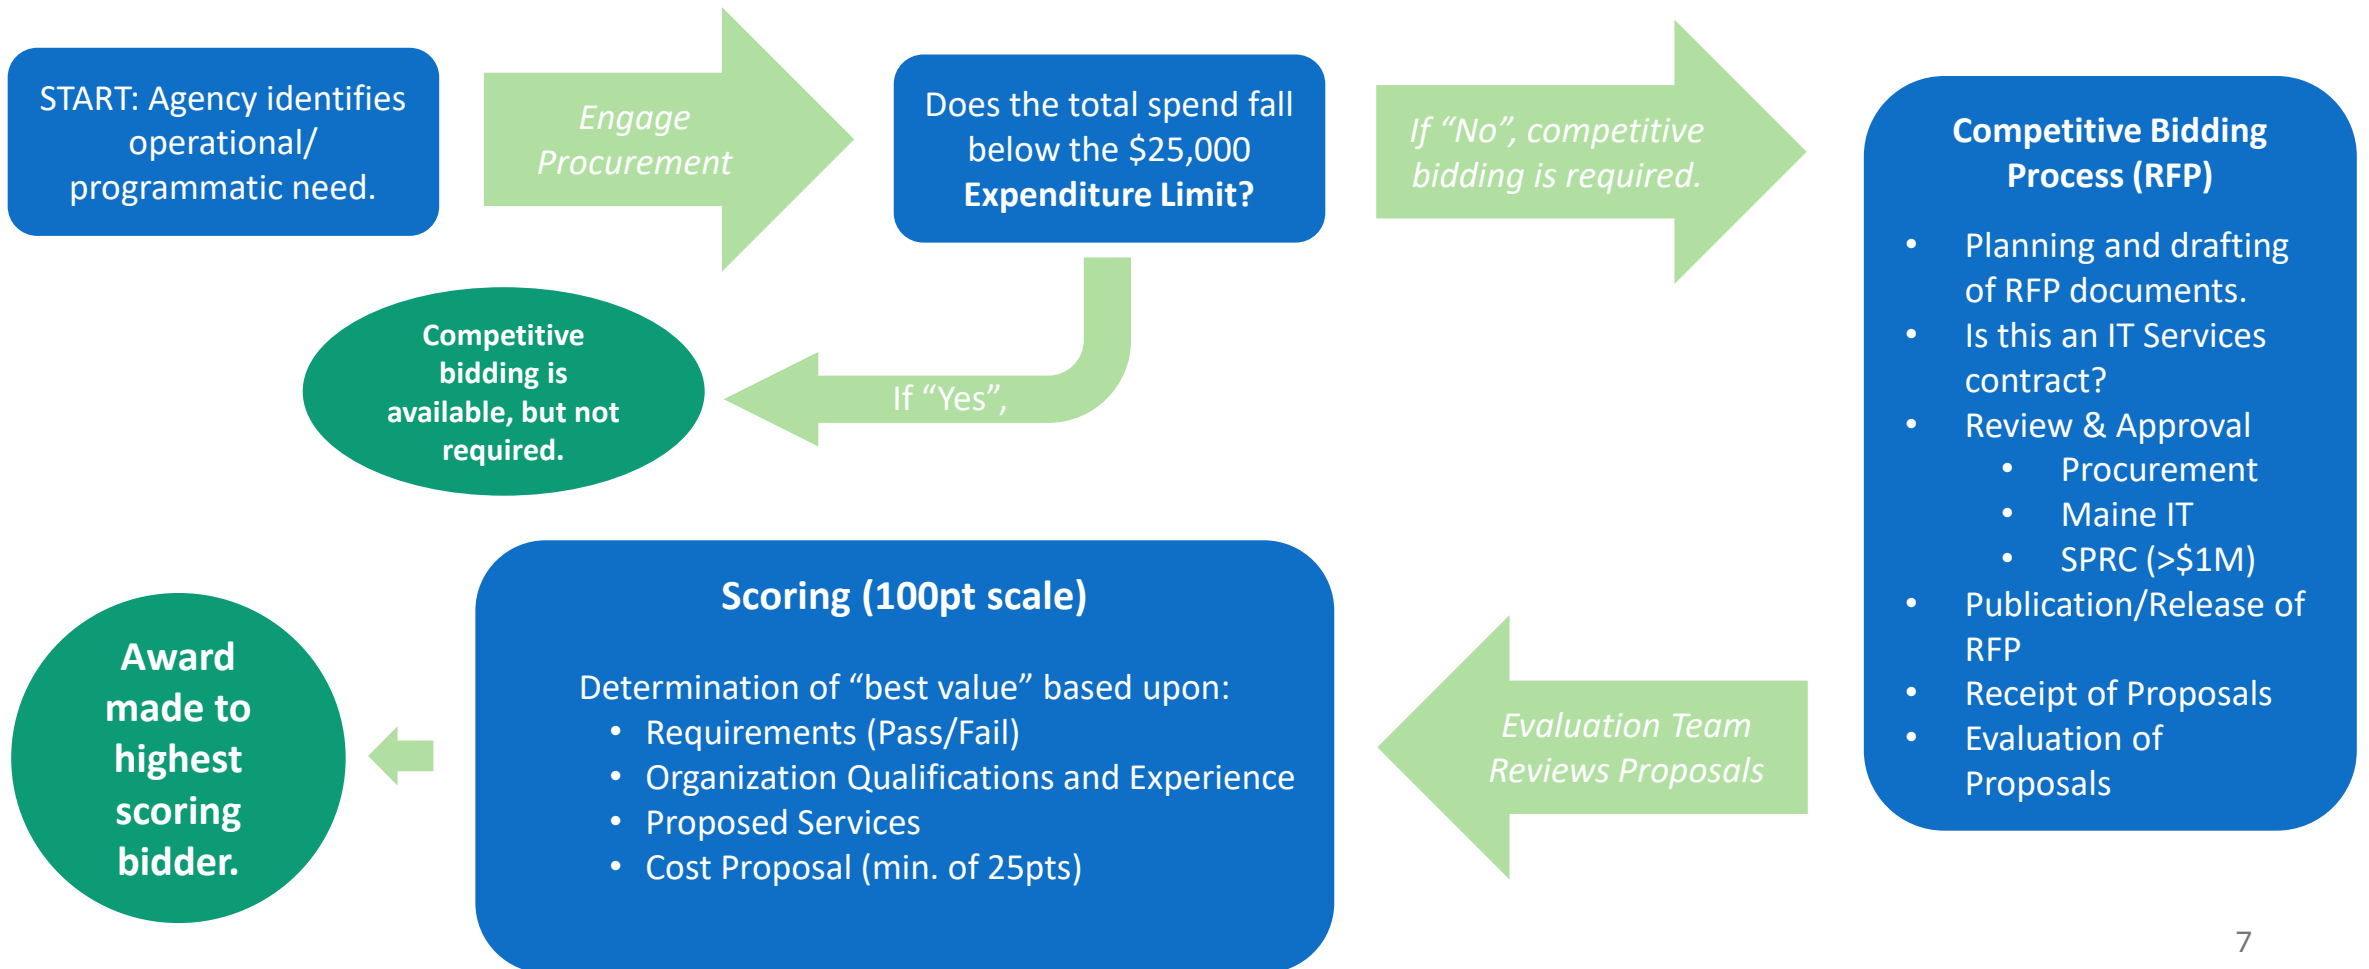 START: Agency identifies
operational/
programmatic need.
Engage
Procurement
Does the total spend fall
below the $25,000
Expenditure Limit?
If “No”, competitive
bidding is required.
If “Yes”,
Competitive
bidding is
available, but not
required.
Competitive Bidding
Process (RFP)
• Planning and drafting
of RFP documents.
• Is this an IT Services
contract?
• Review & Approval
• Procurement
• Maine IT
• SPRC (>$1M)
• Publication/Release of
RFP
• Receipt of Proposals
• Evaluation of
Proposals
Evaluation Team
Reviews Proposals
Scoring (100pt scale)
Determination of “best value” based upon:
• Requirements (Pass/Fail)
• Organization Qualifications and Experience
• Proposed Services
• Cost Proposal (min. of 25pts)
Award
made to
highest
scoring
bidder.
7